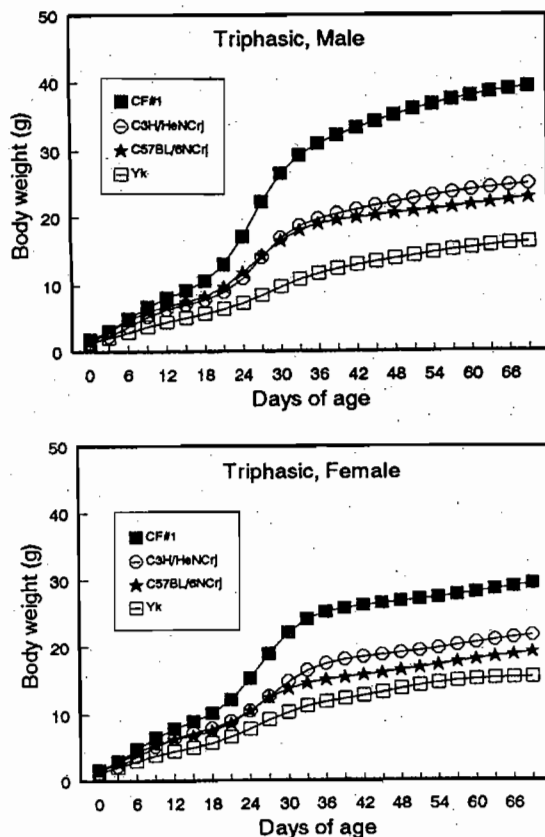 Triphasic, Male
CF#1
C3H/HeNCrj
C57BL/6NCrj
Yk
Body weight (g)
50
40
30
20
10
0
0 6 12 18 24 30 36 42 48 54 60 66
Days of age
Triphasic, Female
CF#1
C3H/HeNCrj
C57BL/6NCrj
Yk
Body weight (g)
50
40
30
20
10
0
0 6 12 18 24 30 36 42 48 54 60 66
Days of age